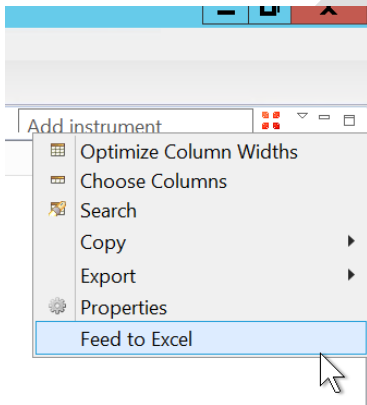 Add instrument
Optimize Column Widths
Choose Columns
Search
Copy
Export
Properties
Feed to Excel